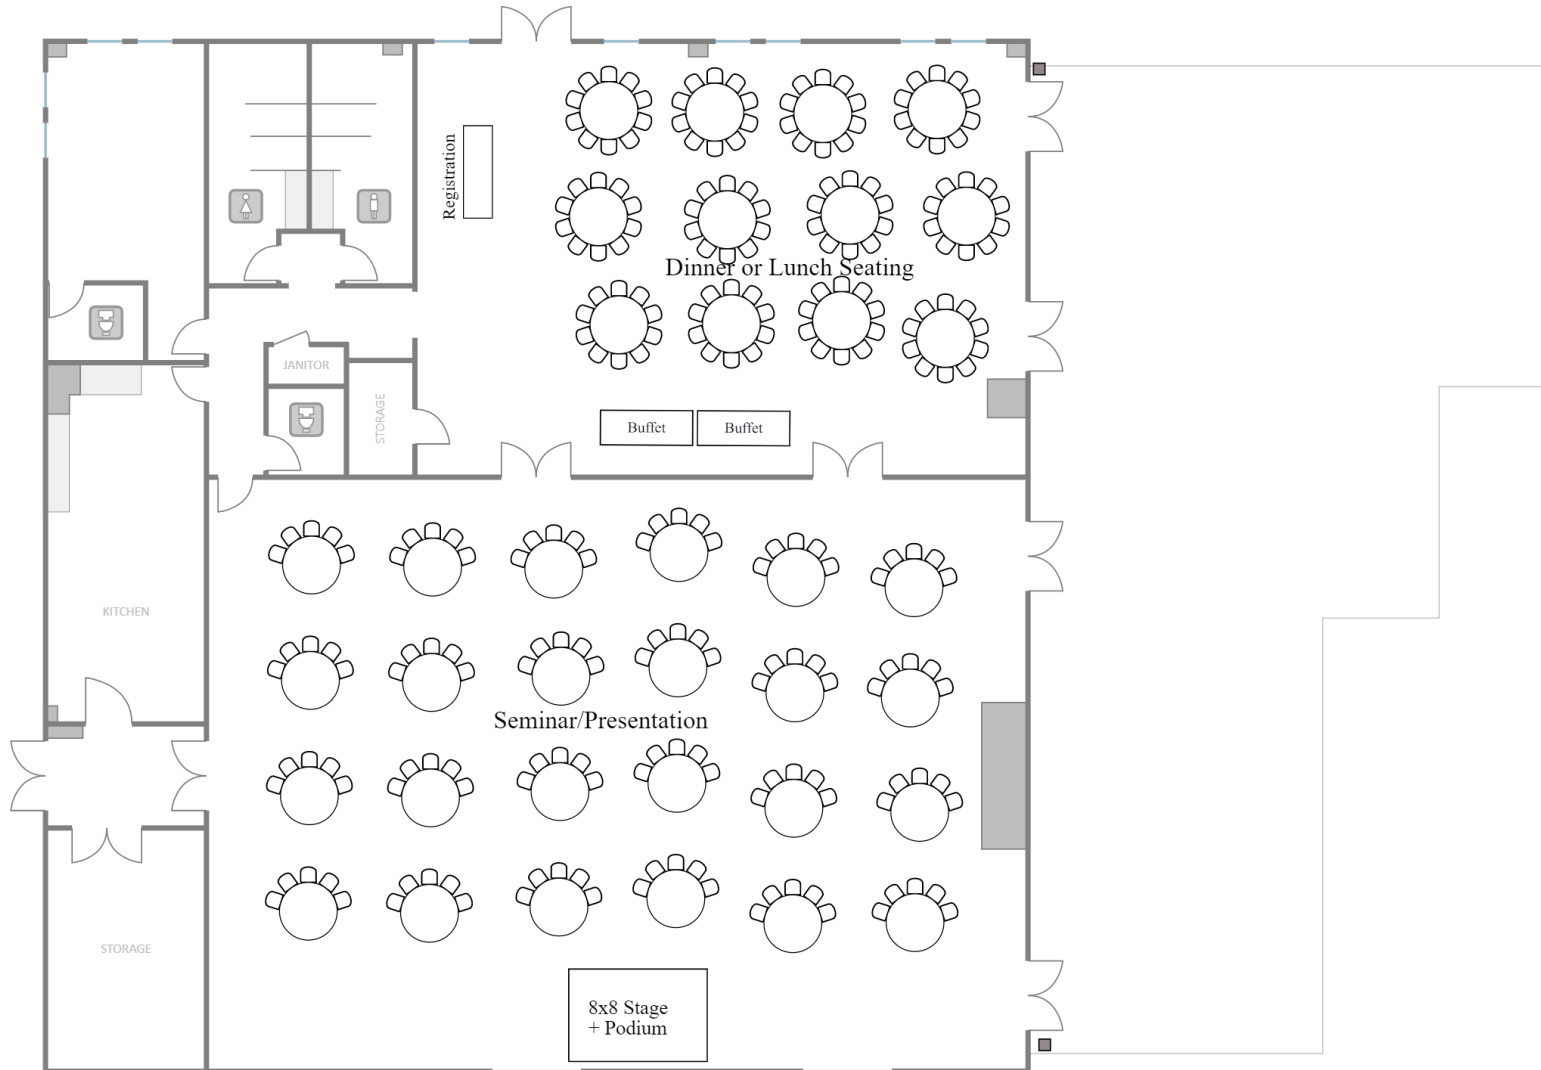 Registration
Dinner or Lunch Seating
JANITOR
STORAGE
Buffet
Buffet
KITCHEN
Seminar/Presentation
STORAGE
8x8 Stage
+ Podium